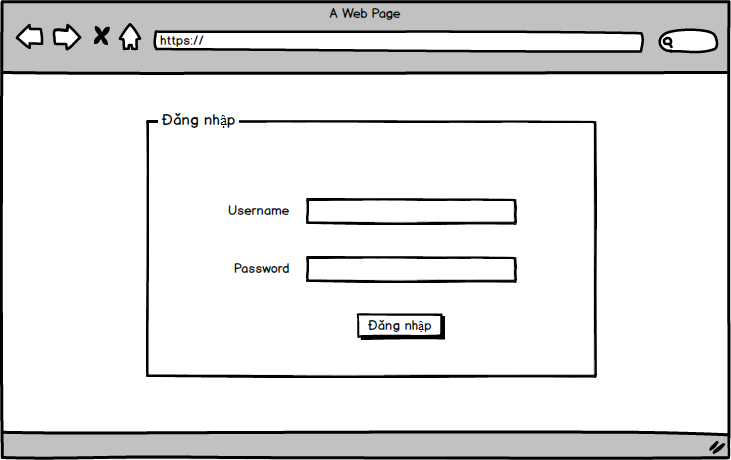 A Web Page
https://
Đăng nhập
Username
Password
Đăng nhập